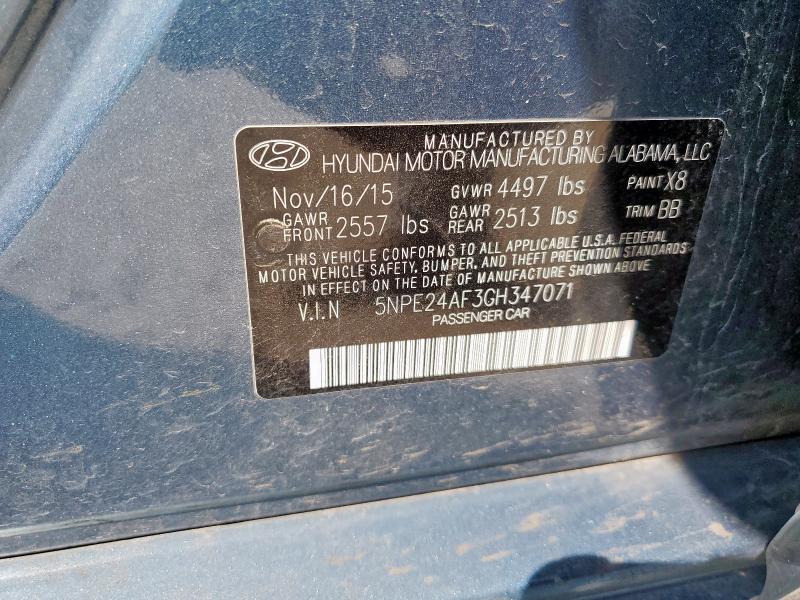 MANUFACTURED BY
HYUNDAI MOTOR MANUFACTURING ALABAMA, LLC
Nov/16/15 GVWR 4497 lbs PAINT X8
GAWR FRONT 2557 lbs GAWR REAR 2513 lbs TRIM BB
THIS VEHICLE CONFORMS TO ALL APPLICABLE U.S.A. FEDERAL
MOTOR VEHICLE SAFETY, BUMPER, AND THEFT PREVENTION STANDARDS
IN EFFECT ON THE DATE OF MANUFACTURE SHOWN ABOVE
V.I.N 5NPE24AF3GH347071
PASSENGER CAR